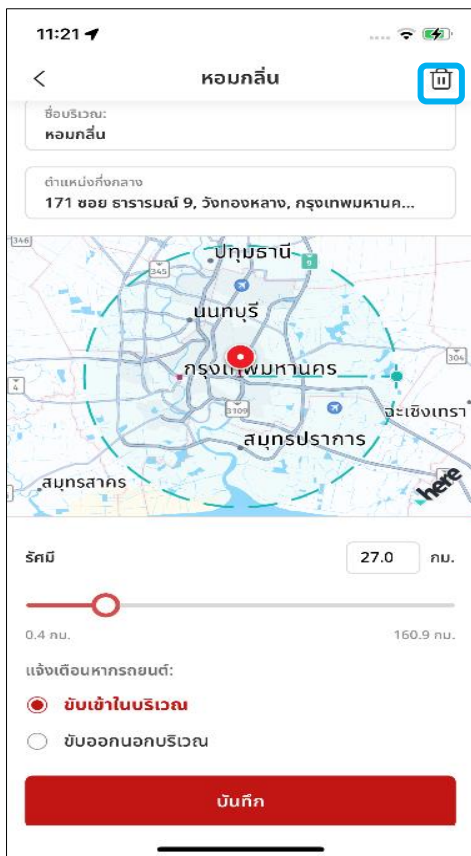 11:21
หอมกลิ่น
ชื่อบริเวณ:
หอมกลิ่น
ตำแหน่งกึ่งกลาง
171 ซอย ธารารมณ์ 9, วังทองหลาง, กรุงเทพมหานค...
346
ปทุมธานี
345
9
นนทบุรี
กรุงเทพมหานคร
304
4
3109
ฉะเชิงเทรา
สมุทรปราการ
สมุทรสาคร
here
รัศมี
27.0 กม.
0.4 กม. 160.9 กม.
แจ้งเตือนหากรถยนต์:
ขับเข้าในบริเวณ
ขับออกนอกบริเวณ
บันทึก